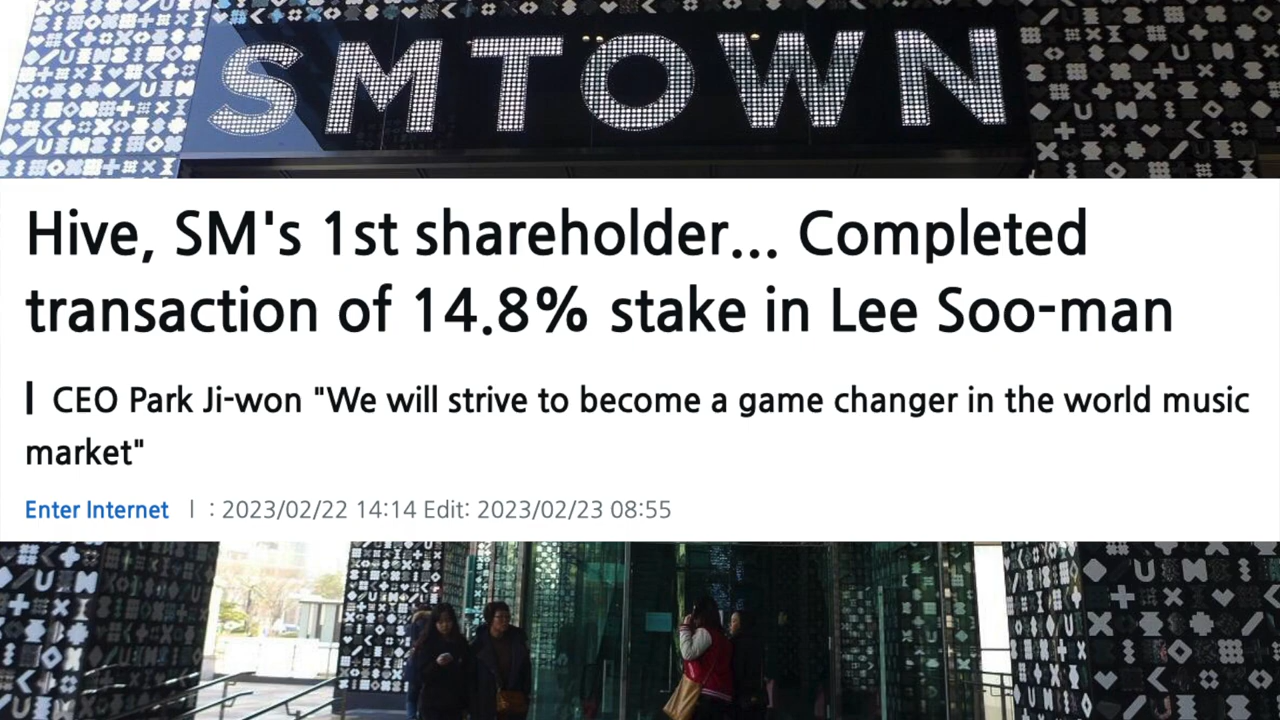 SMTOWN
Hive, SM's 1st shareholder... Completed
transaction of 14.8% stake in Lee Soo-man
| CEO Park Ji-won "We will strive to become a game changer in the world music
market"
Enter Internet | : 2023/02/22 14:14 Edit: 2023/02/23 08:55